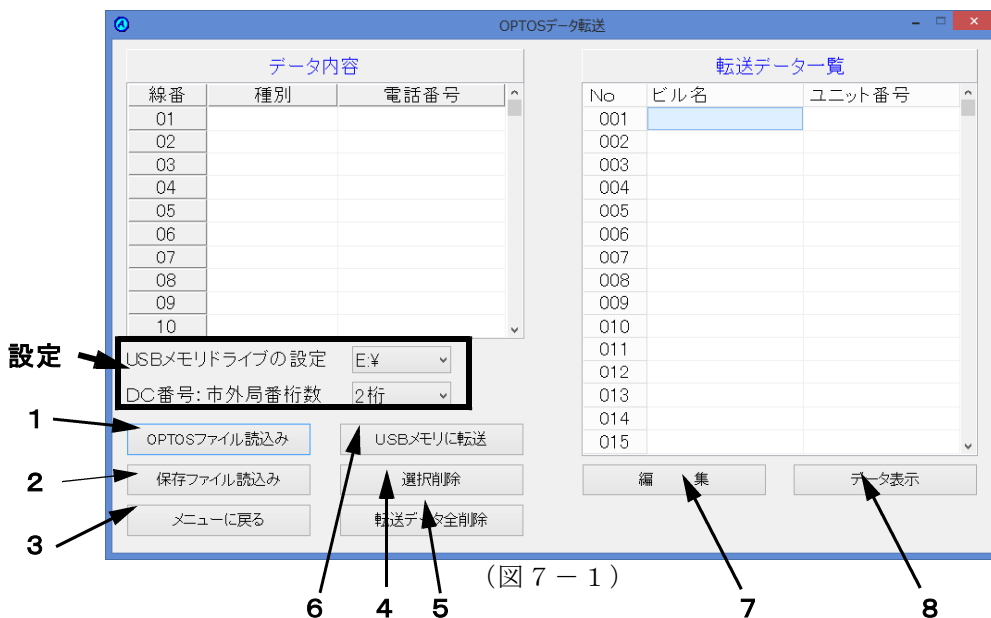 OPTOSデータ転送
データ内容
線番 種別 電話番号
01
02
03
04
05
06
07
08
09
10
転送データ一覧
No ビル名 ユニット番号
001
002
003
004
005
006
007
008
009
010
011
012
013
014
015
設定
USBメモリドライブの設定 E:¥
DC番号:市外局番桁数 2桁
1
OPTOSファイル読込み USBメモリに転送
2
保存ファイル読込み 選択削除
編 集 データ表示
3
メニューに戻る 転送データ全削除
(図7-1)
6 4 5 7 8